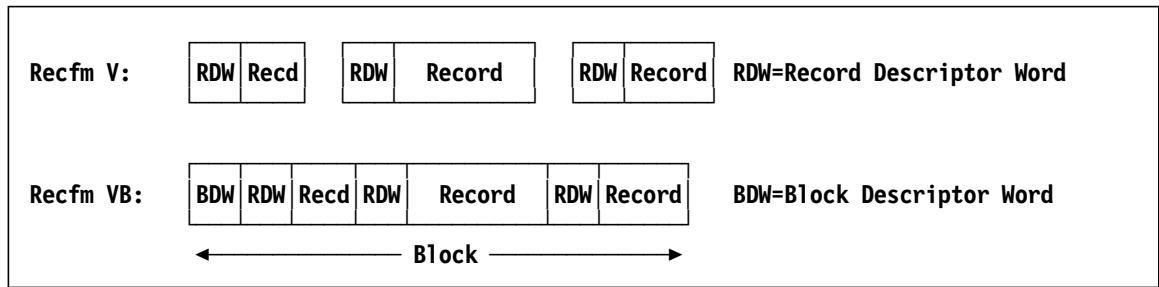 Recfm V: RDW Recd RDW Record RDW Record RDW=Record Descriptor Word
Recfm VB: BDW RDW Recd RDW Record RDW Record BDW=Block Descriptor Word
Block